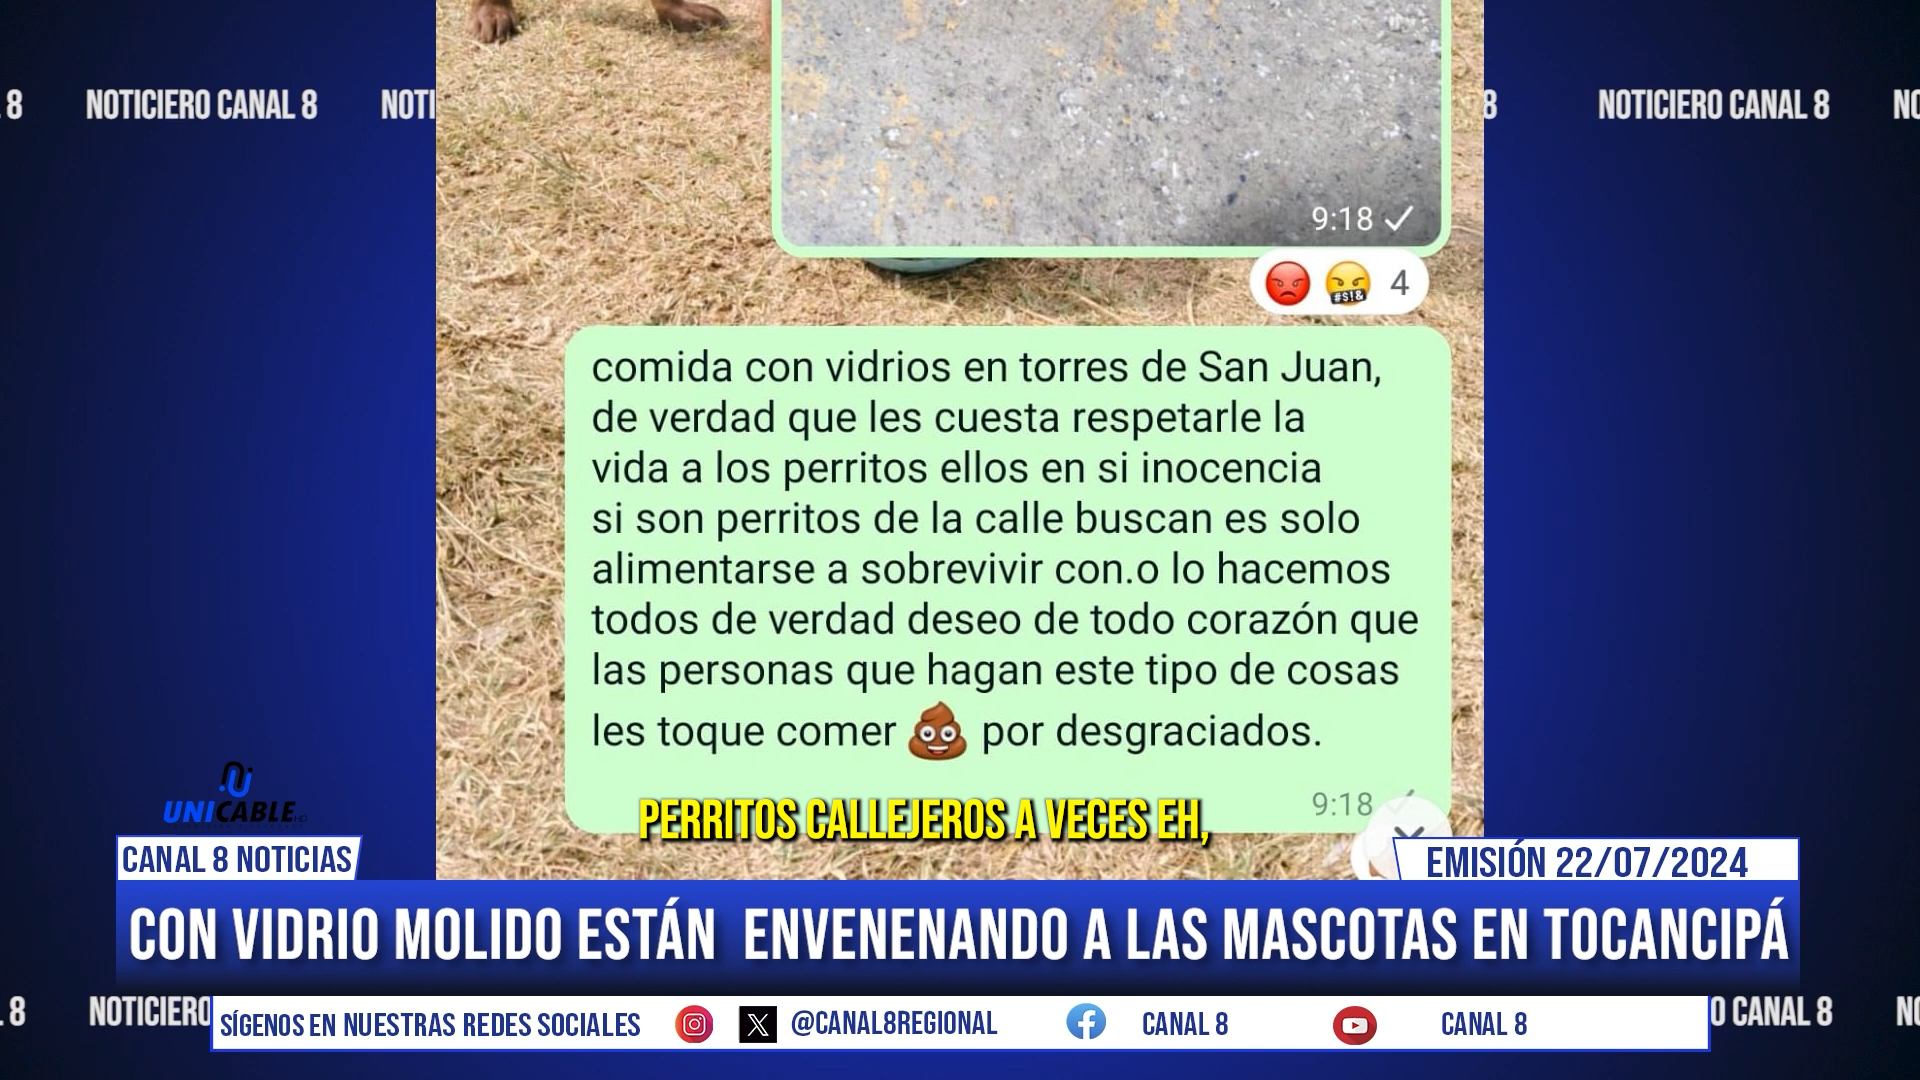 8
NOTICIERO CANAL 8
NOTI
8
NOTICIERO CANAL 8
NO
9:18
4
comida con vidrios en torres de San Juan,
de verdad que les cuesta respetarle la
vida a los perritos ellos en si inocencia
si son perritos de la calle buscan es solo
alimentarse a sobrevivir con.o lo hacemos
todos de verdad deseo de todo corazón que
las personas que hagan este tipo de cosas
les toque comer 💩 por desgraciados.
9:18
PERRITOS CALLEJEROS A VECES EH,
UNICABLE HD
CANAL 8 NOTICIAS
EMISIÓN 22/07/2024
CON VIDRIO MOLIDO ESTÁN ENVENENANDO A LAS MASCOTAS EN TOCANCIPÁ
8
NOTICIERO
O CANAL 8
NO
SÍGENOS EN NUESTRAS REDES SOCIALES
@CANAL8REGIONAL
CANAL 8
CANAL 8